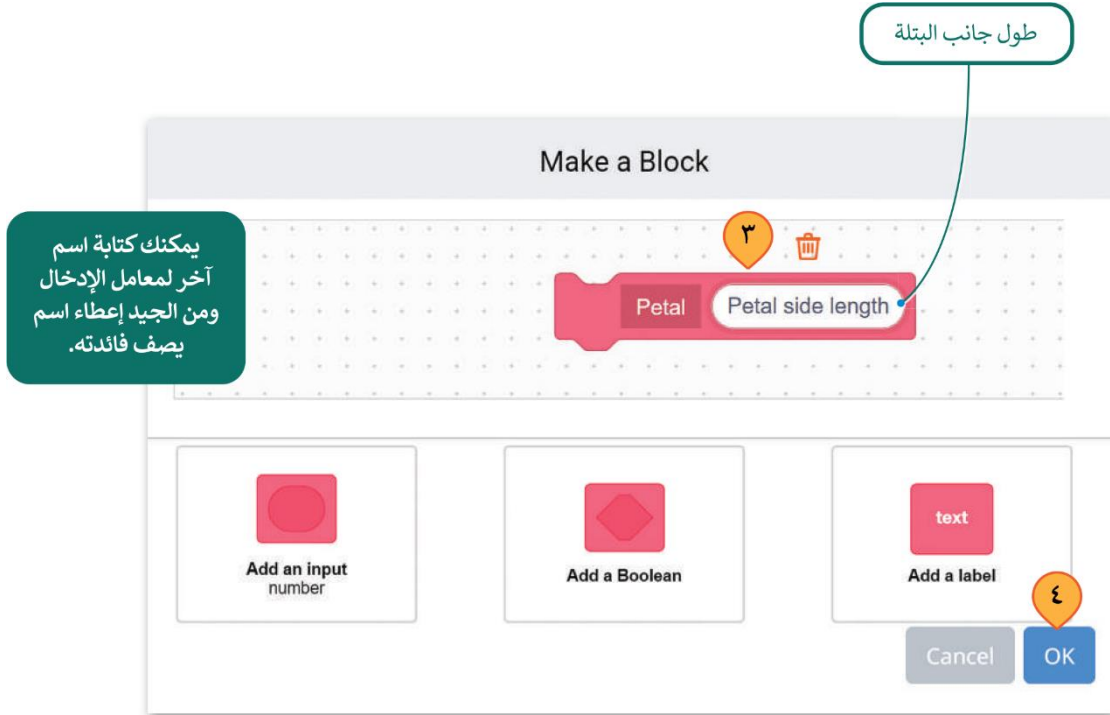 طول جانب البتلة
Make a Block
يمكنك كتابة اسم
آخر لمعامل الإدخال
ومن الجيد إعطاء اسم
يصف فائدته.
٣
Petal
Petal side length
Add an input
number
Add a Boolean
text
Add a label
٤
Cancel
OK